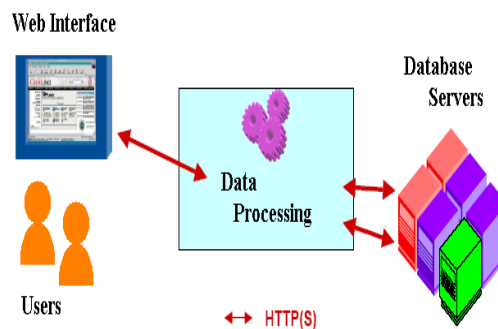 Web Interface
Database
Servers
Data
Processing
Users
HTTP(S)